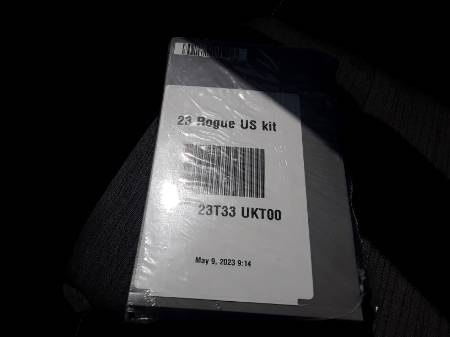 23 Rogue US kit
23T33 UKT00
May 9, 2023 9:14